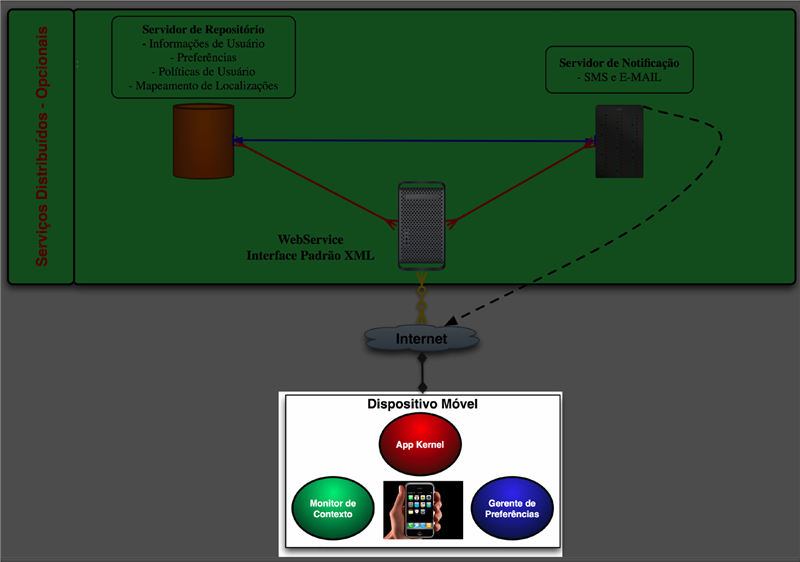 Serviços Distribuídos - Opcionais
Servidor de Repositório
- Informações de Usuário
- Preferências
- Políticas de Usuário
- Mapeamento de Localizações
Servidor de Notificação
- SMS e E-MAIL
WebService
Interface Padrão XML
Internet
Dispositivo Móvel
App Kernel
Monitor de
Contexto
Gerente de
Preferências